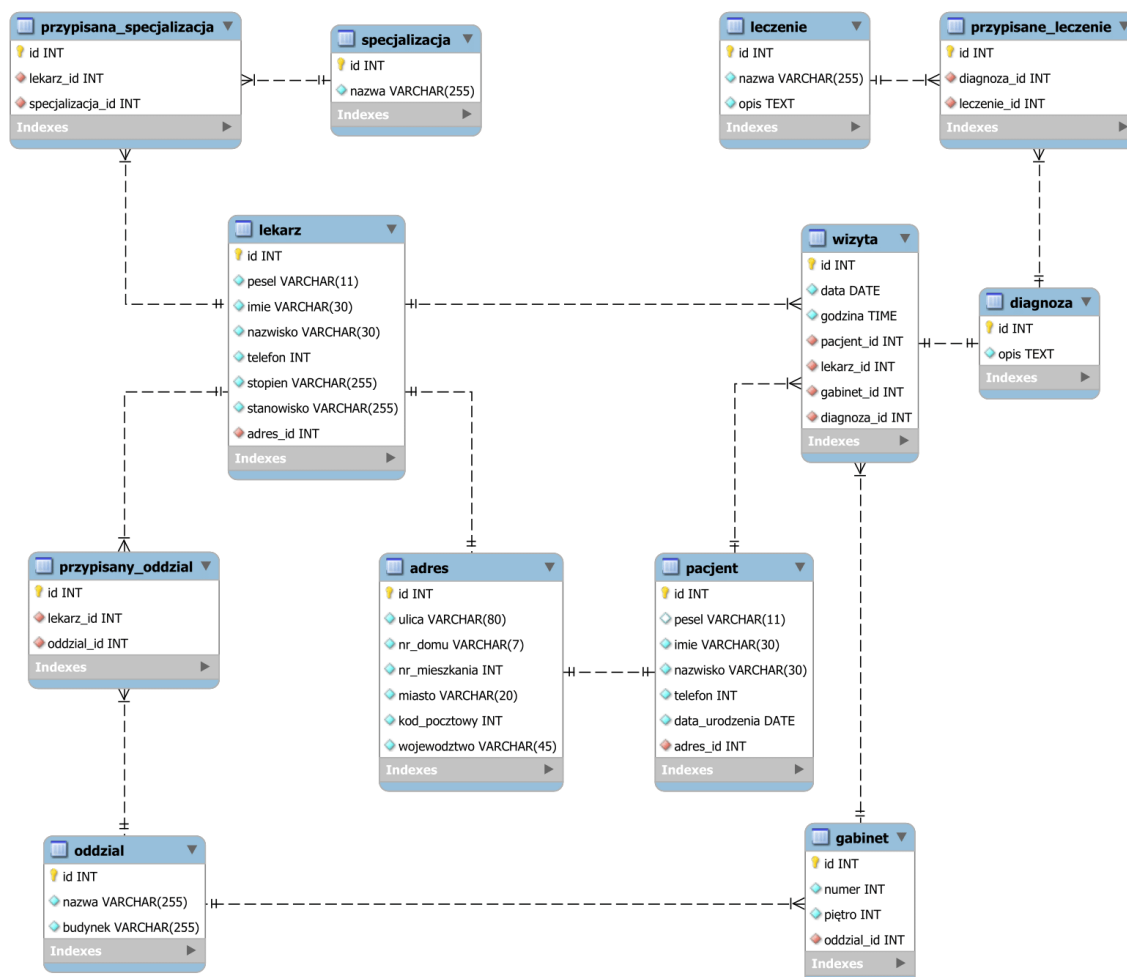 przypisana_specjalizacja
id INT
lekarz_id INT
specjalizacja_id INT
Indexes
specjalizacja
id INT
nazwa VARCHAR(255)
Indexes
leczenie
id INT
nazwa VARCHAR(255)
opis TEXT
Indexes
przypisane_leczenie
id INT
diagnoza_id INT
leczenie_id INT
Indexes
lekarz
id INT
pesel VARCHAR(11)
imie VARCHAR(30)
nazwisko VARCHAR(30)
telefon INT
stopien VARCHAR(255)
stanowisko VARCHAR(255)
adres_id INT
Indexes
wizyta
id INT
data DATE
godzina TIME
pacjent_id INT
lekarz_id INT
gabinet_id INT
diagnoza_id INT
Indexes
diagnoza
id INT
opis TEXT
Indexes
przypisany_oddzial
id INT
lekarz_id INT
oddzial_id INT
Indexes
adres
id INT
ulica VARCHAR(80)
nr_domu VARCHAR(7)
nr_mieszkania INT
miasto VARCHAR(20)
kod_pocztowy INT
wojewodztwo VARCHAR(45)
Indexes
pacjent
id INT
pesel VARCHAR(11)
imie VARCHAR(30)
nazwisko VARCHAR(30)
telefon INT
data_urodzenia DATE
adres_id INT
Indexes
oddzial
id INT
nazwa VARCHAR(255)
budynek VARCHAR(255)
Indexes
gabinet
id INT
numer INT
piętro INT
oddzial_id INT
Indexes